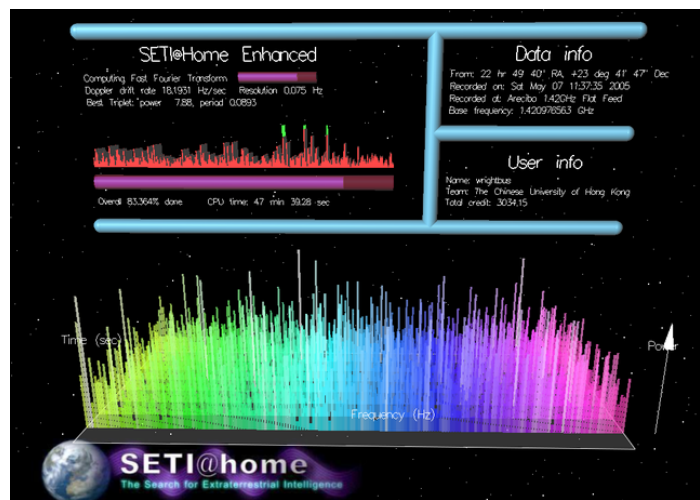 SETI@Home Enhanced
Computing Fast Fourier Transform
Doppler drift rate 18.1931 Hz/sec Resolution 0.075 Hz
Best Triplet: power 7.88, period 0.0893
Overall 83.364% done CPU time: 47 min 39.28 sec
Data info
From: 22 hr 49' 40" RA, +23 deg 41' 47" Dec
Recorded on: Sat May 07 11:37:35 2005
Recorded at: Arecibo 1.42GHz Flat Feed
Base frequency: 1.420976563 GHz
User info
Name: wrightbus
Team: The Chinese University of Hong Kong
Total credit: 3034.15
Time (sec)
Power
Frequency (Hz)
SETI@home
The Search for Extraterrestrial Intelligence